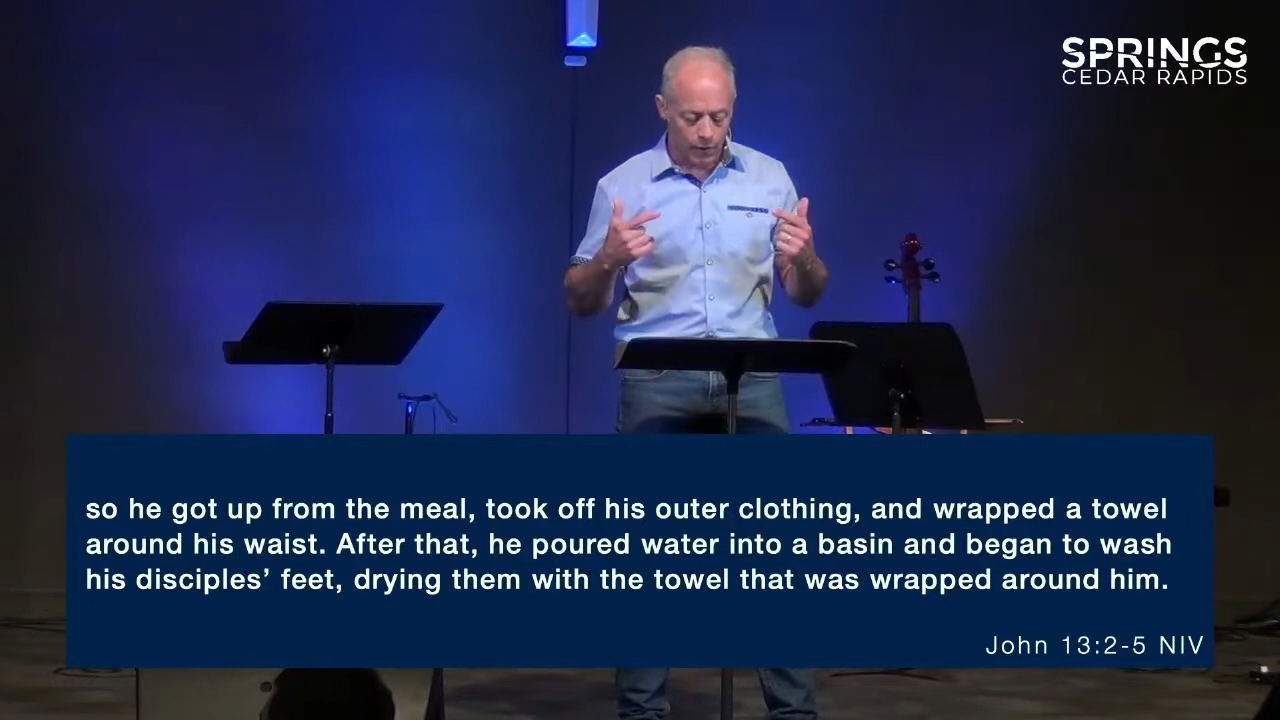 SPRINGS
CEDAR RAPIDS
so he got up from the meal, took off his outer clothing, and wrapped a towel
around his waist. After that, he poured water into a basin and began to wash
his disciples’ feet, drying them with the towel that was wrapped around him.
John 13:2-5 NIV